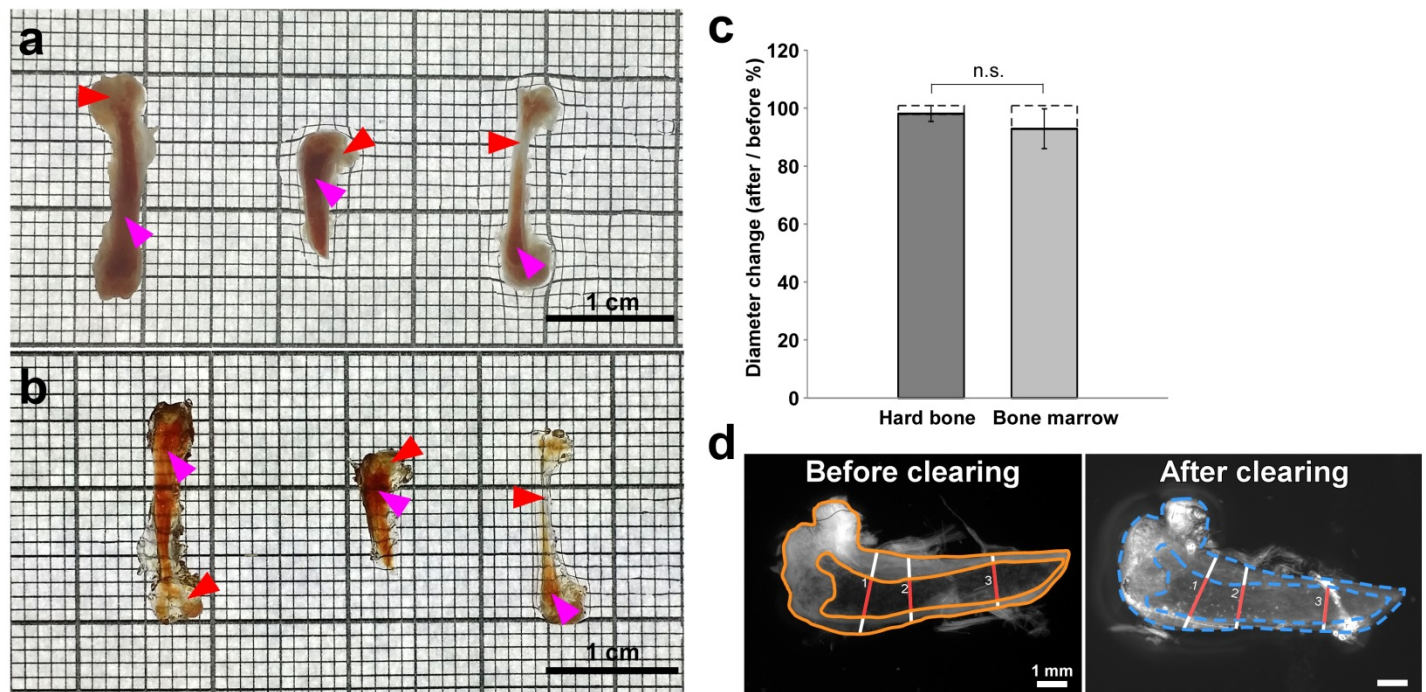 a
1 cm
b
1 cm
c
Diameter change (after / before %)
120
100
80
60
40
20
0
n.s.
Hard bone
Bone marrow
d
Before clearing
1
2
3
1 mm
After clearing
1
2
3